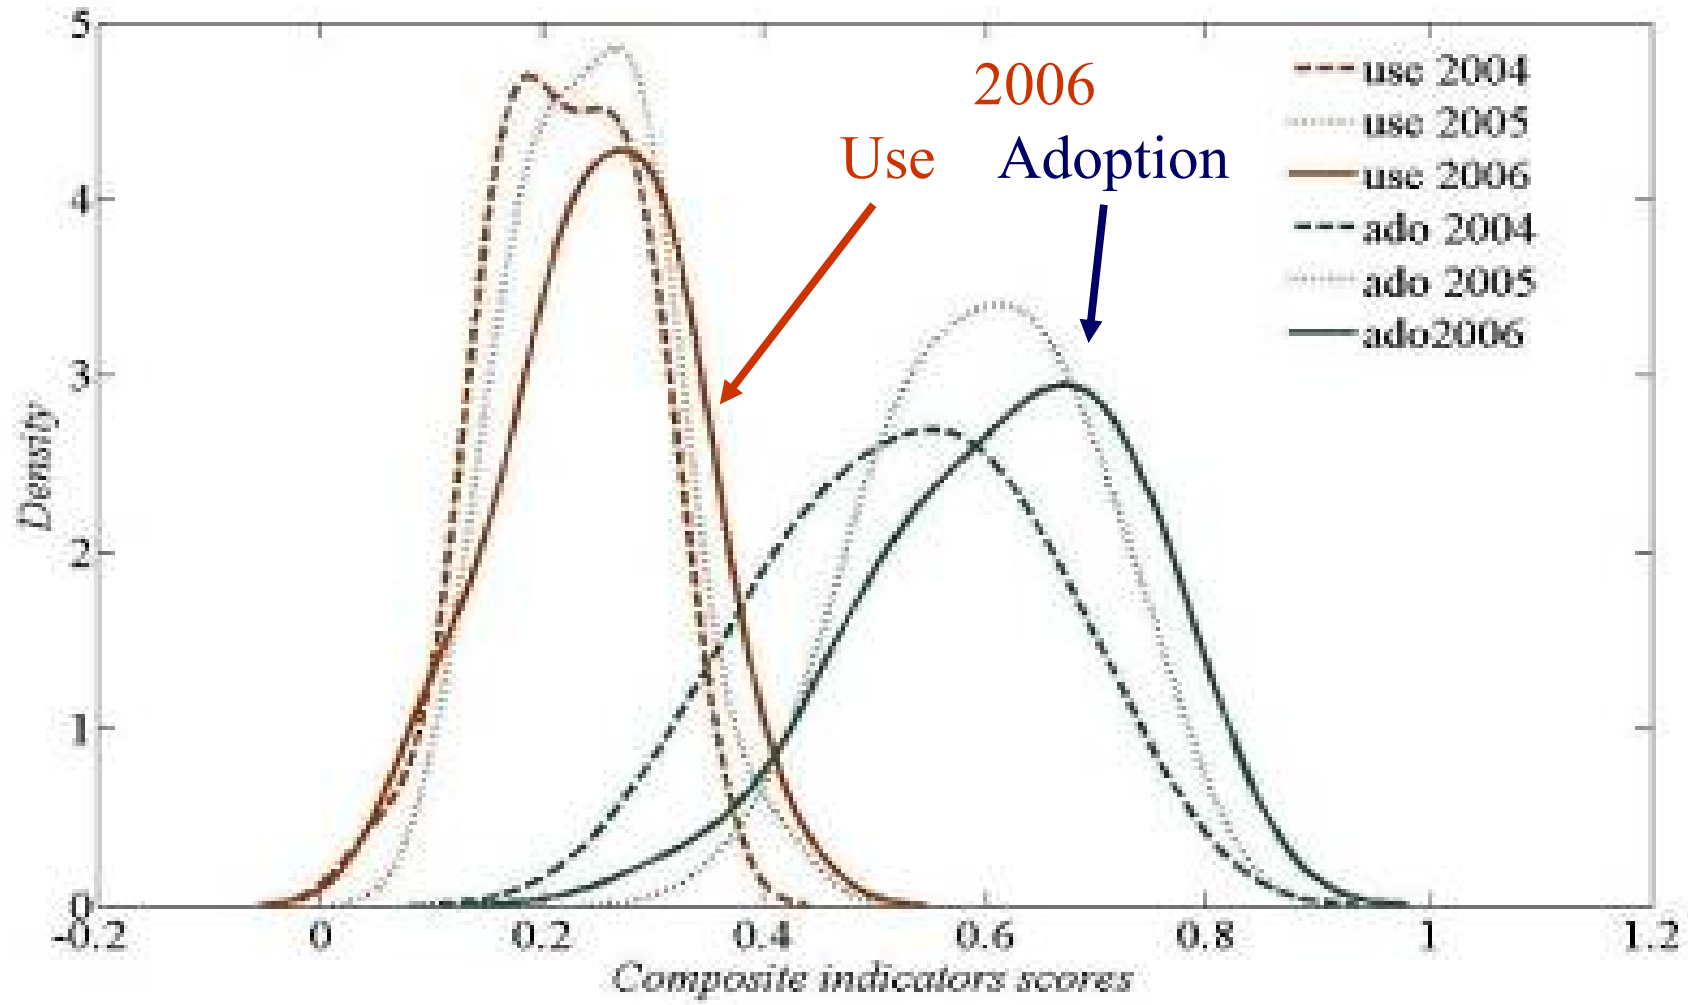 5
4
3
2
1
0
Density
-0.2
0
0.2
0.4
0.6
0.8
1
1.2
Composite indicators scores
2006
Use
Adoption
use 2004
use 2005
use 2006
ado 2004
ado 2005
ado2006